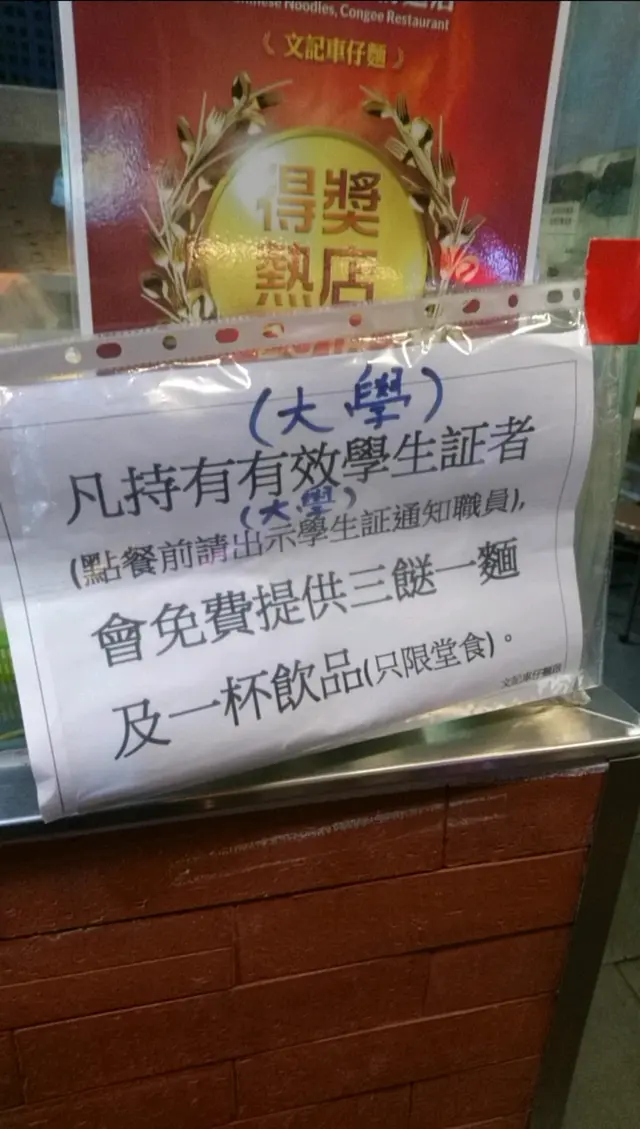 Chinese Noodles, Congee Restaurant
《 文記車仔麵 》
得獎
熱店
(大學)
凡持有有效學生証者
(大學)
(點餐前請出示學生証通知職員),
會免費提供三餸一麵
及一杯飲品(只限堂食)。
文記車仔麵